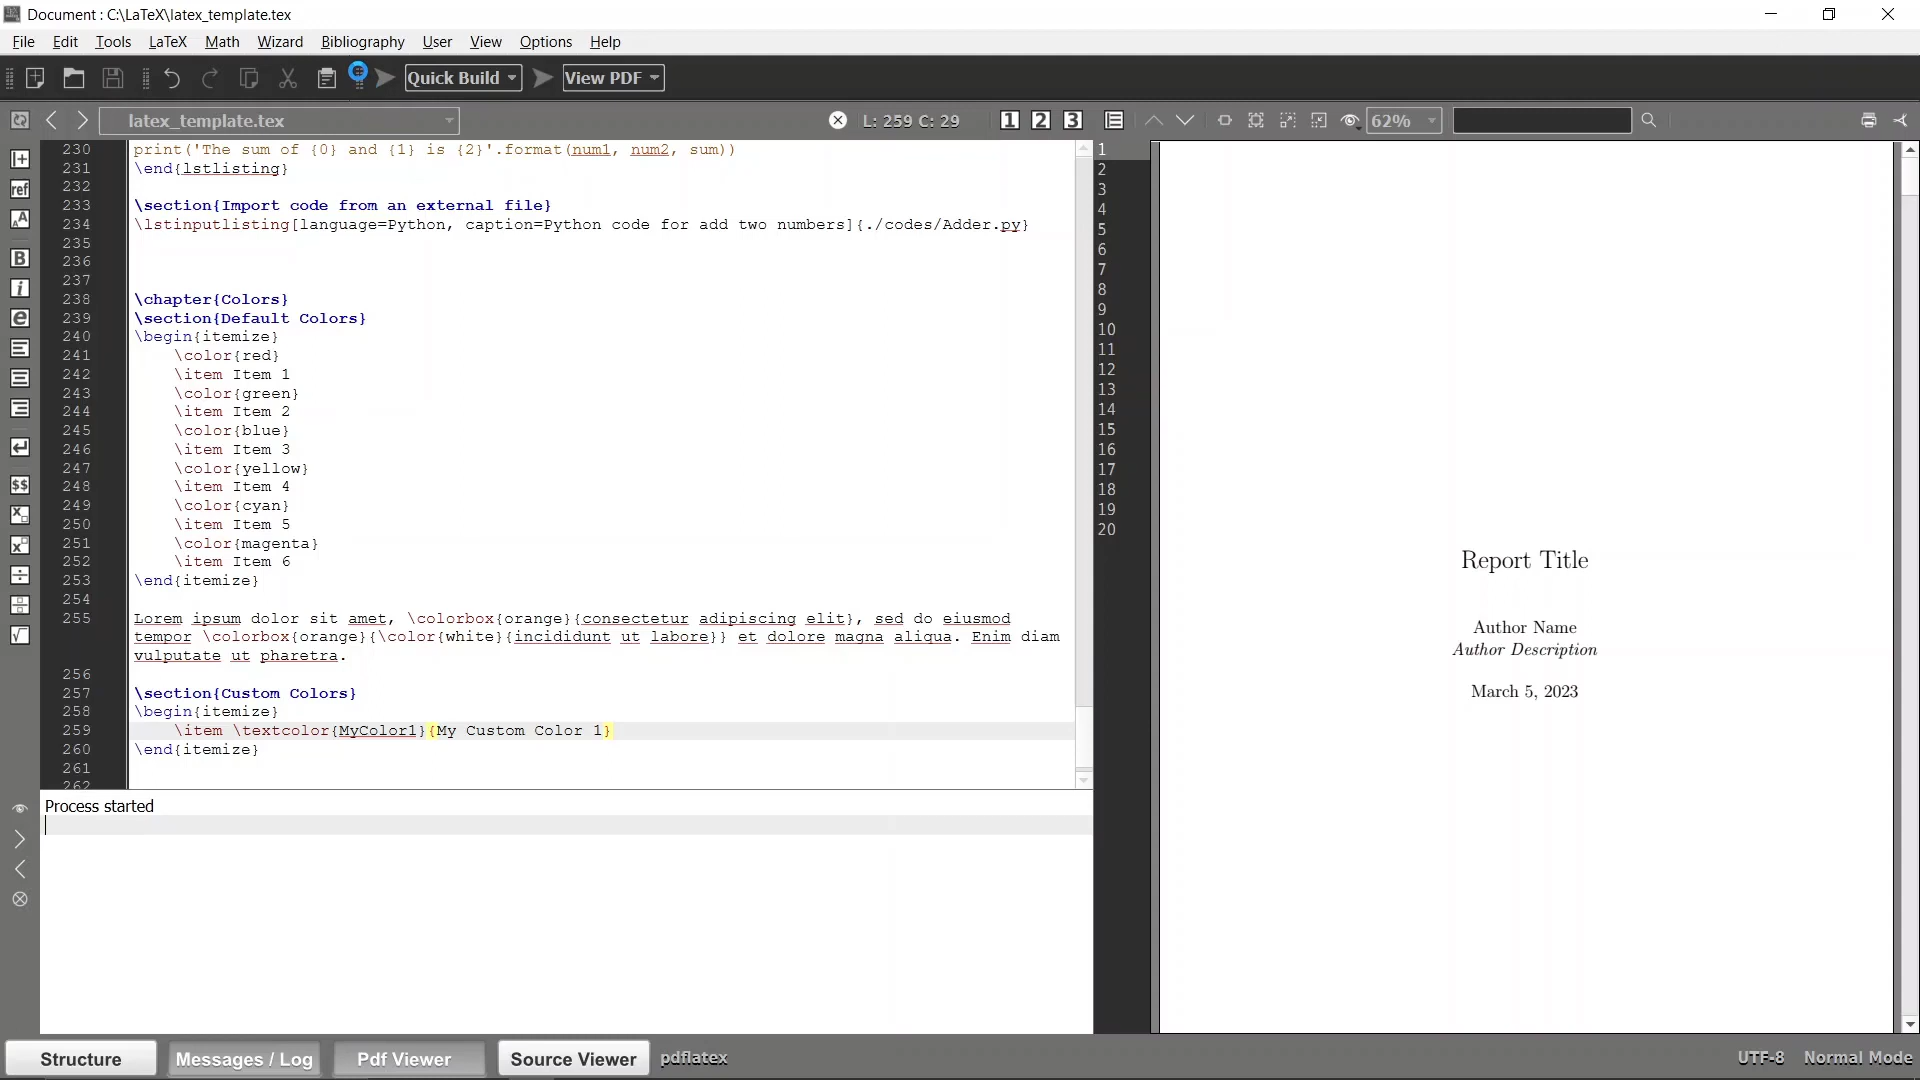 Document : C:\LaTeX\latex_template.tex
File Edit Tools LaTeX Math Wizard Bibliography User View Options Help
Quick Build View PDF
latex_template.tex L: 259 C: 29 1 2 3 62%
230 print('The sum of {0} and {1} is {2}'.format(num1, num2, sum))
231 \end{lstlisting}
232
233 \section{Import code from an external file}
234 \lstinputlisting[language=Python, caption=Python code for add two numbers]{./codes/Adder.py}
235
236
237
238 \chapter{Colors}
239 \section{Default Colors}
240 \begin{itemize}
241 \color{red}
242 \item Item 1
243 \color{green}
244 \item Item 2
245 \color{blue}
246 \item Item 3
247 \color{yellow}
248 \item Item 4
249 \color{cyan}
250 \item Item 5
251 \color{magenta}
252 \item Item 6
253 \end{itemize}
254
255 Lorem ipsum dolor sit amet, \colorbox{orange}{consectetur adipiscing elit}, sed do eiusmod
tempor \colorbox{orange}{\color{white}{incididunt ut labore}} et dolore magna aliqua. Enim diam
vulputate ut pharetra.
256
257 \section{Custom Colors}
258 \begin{itemize}
259 \item \textcolor{MyColor1}{My Custom Color 1}
260 \end{itemize}
261
262
ref
AA
B
i
e
$$
Process started
1
2
3
4
5
6
7
8
9
10
11
12
13
14
15
16
17
18
19
20
Report Title
Author Name
Author Description
March 5, 2023
Structure Messages / Log Pdf Viewer Source Viewer pdflatex UTF-8 Normal Mode